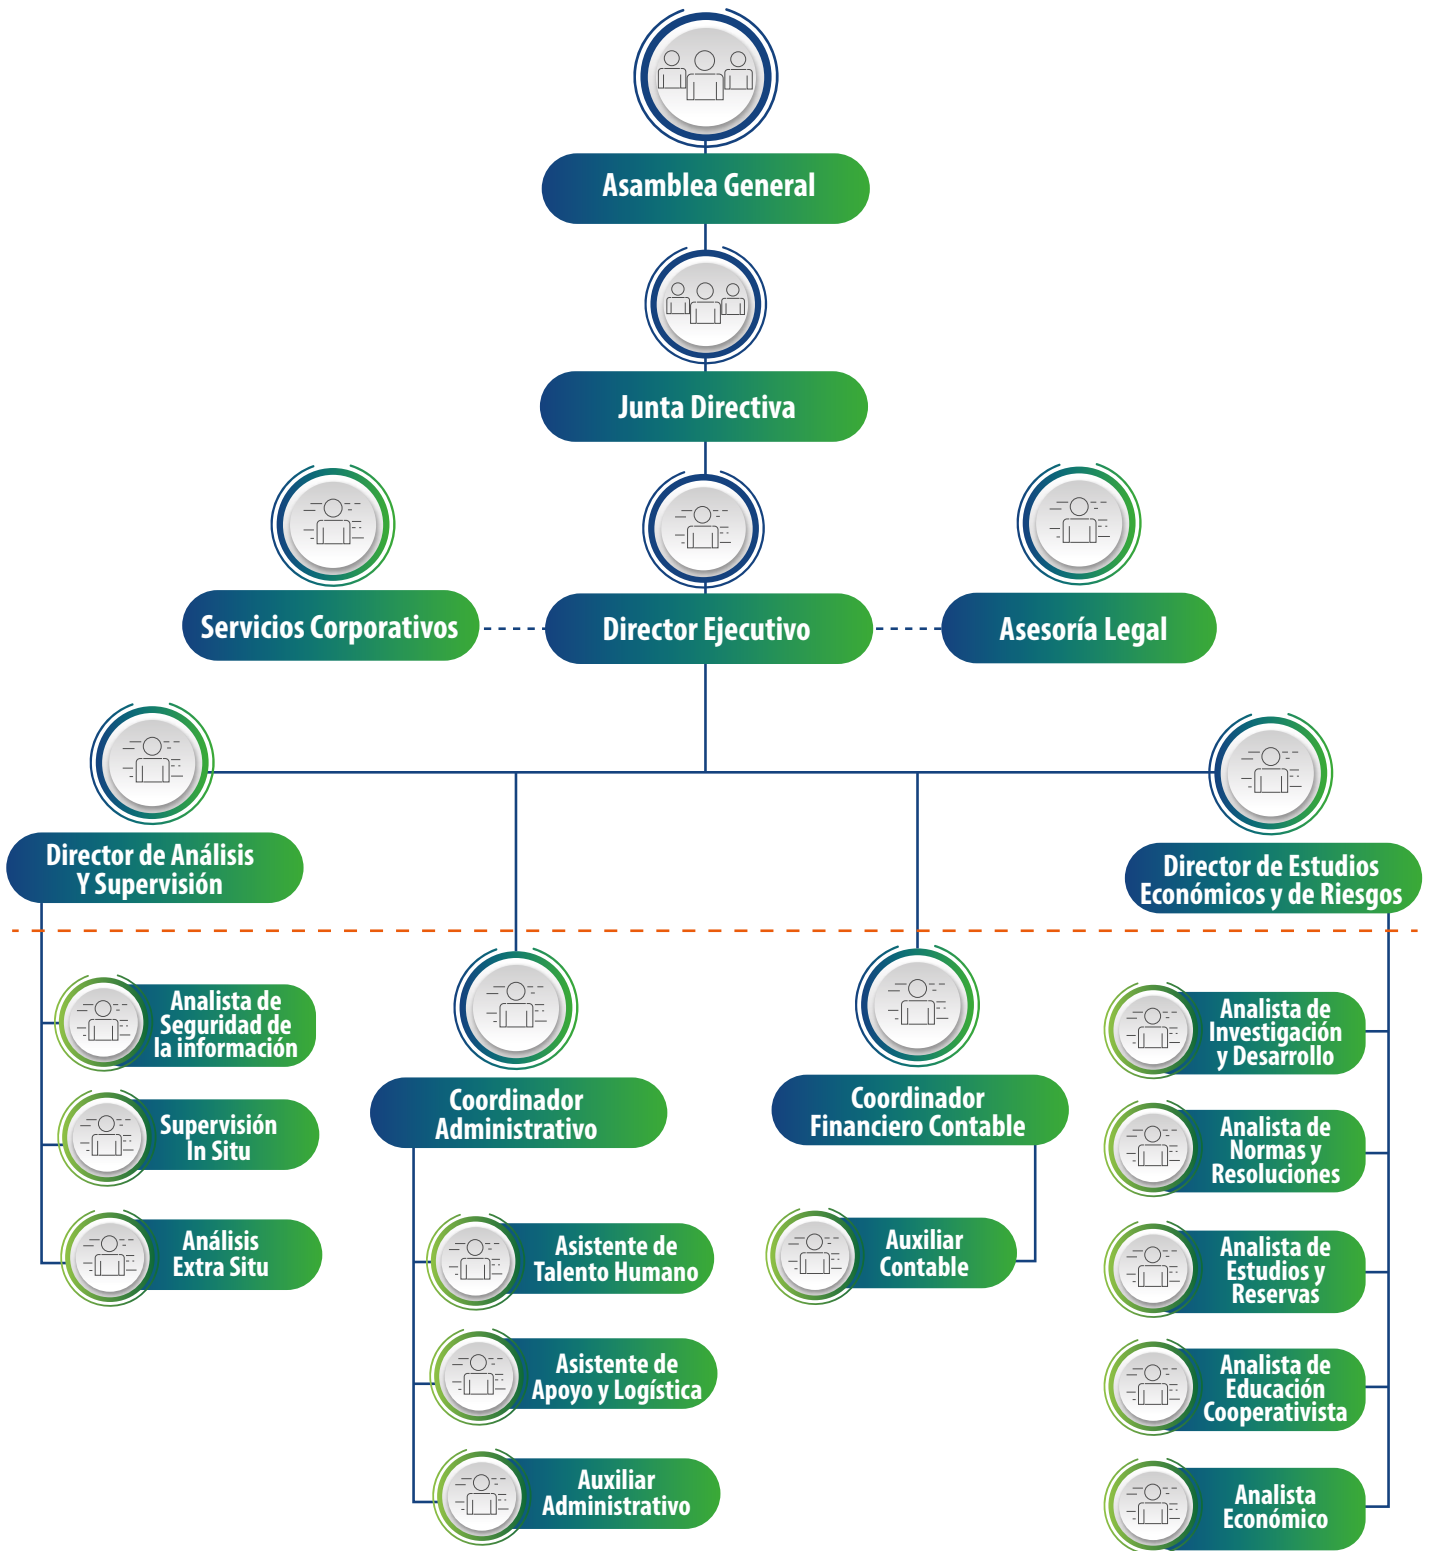 Asamblea General
Junta Directiva
Servicios Corporativos
Director Ejecutivo
Asesoría Legal
Director de Análisis
Y Supervisión
Director de Estudios
Económicos y de Riesgos
Analista de
Seguridad de
la información
Supervisión
In Situ
Análisis
Extra Situ
Coordinador
Administrativo
Asistente de
Talento Humano
Asistente de
Apoyo y Logística
Auxiliar
Administrativo
Coordinador
Financiero Contable
Auxiliar
Contable
Analista de
Investigación
y Desarrollo
Analista de
Normas y
Resoluciones
Analista de
Estudios y
Reservas
Analista de
Educación
Cooperativista
Analista
Económico